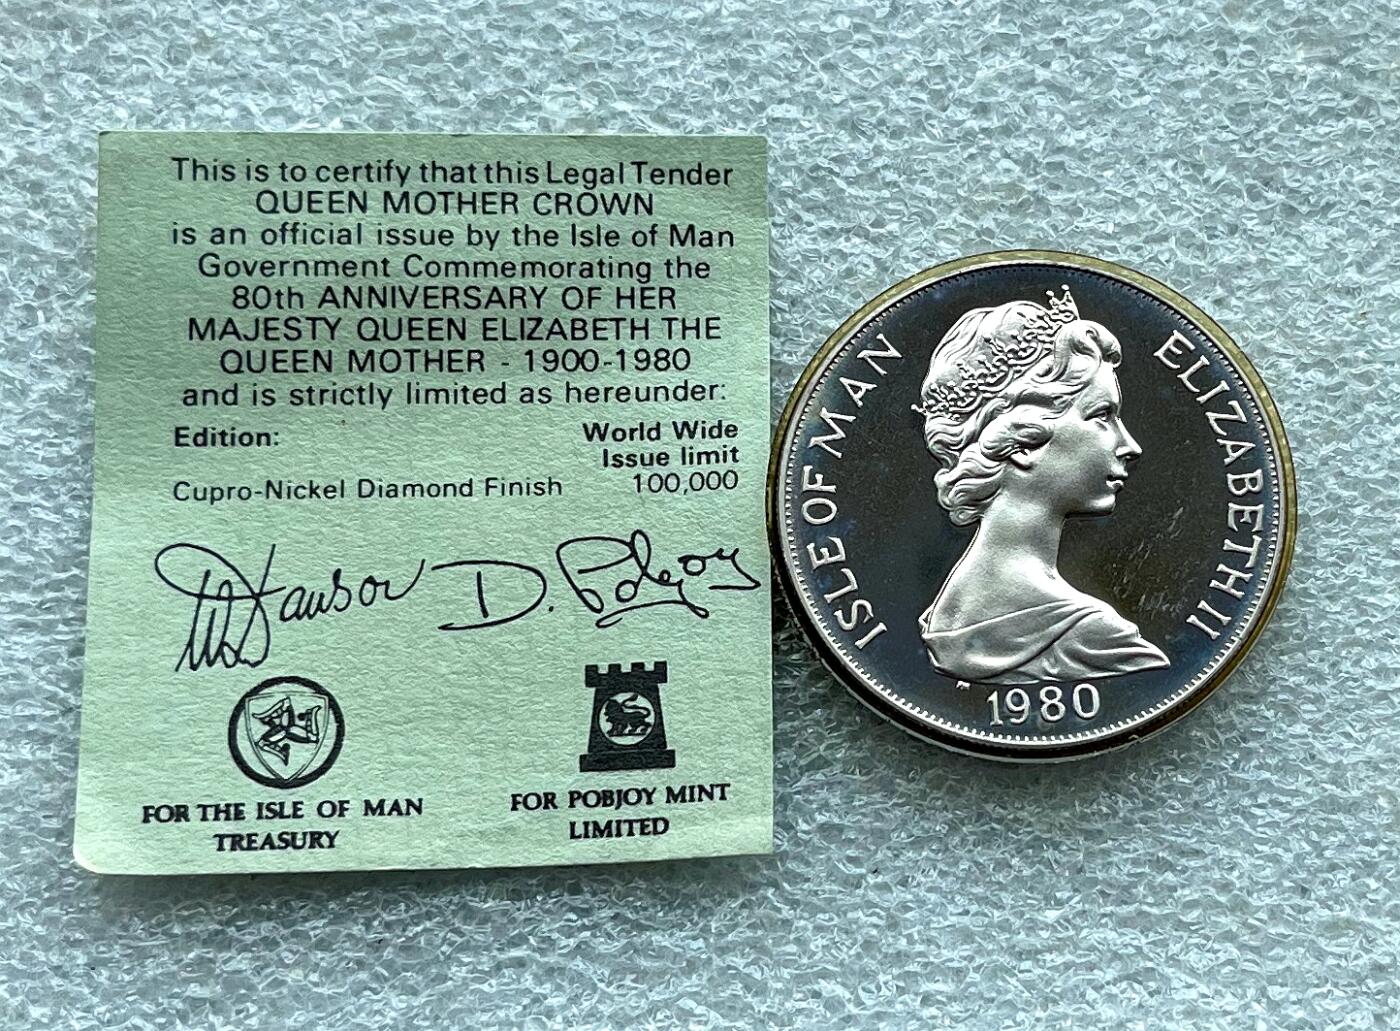 This is to certify that this Legal Tender
QUEEN MOTHER CROWN
is an official issue by the Isle of Man
Government Commemorating the
80th ANNIVERSARY OF HER
MAJESTY QUEEN ELIZABETH THE
QUEEN MOTHER - 1900-1980
and is strictly limited as hereunder:
Edition: World Wide
Issue limit
Cupro-Nickel Diamond Finish 100,000
D. Pobjoy
FOR THE ISLE OF MAN
TREASURY
FOR POBJOY MINT
LIMITED
ISLE OF MAN
ELIZABETH II
1980